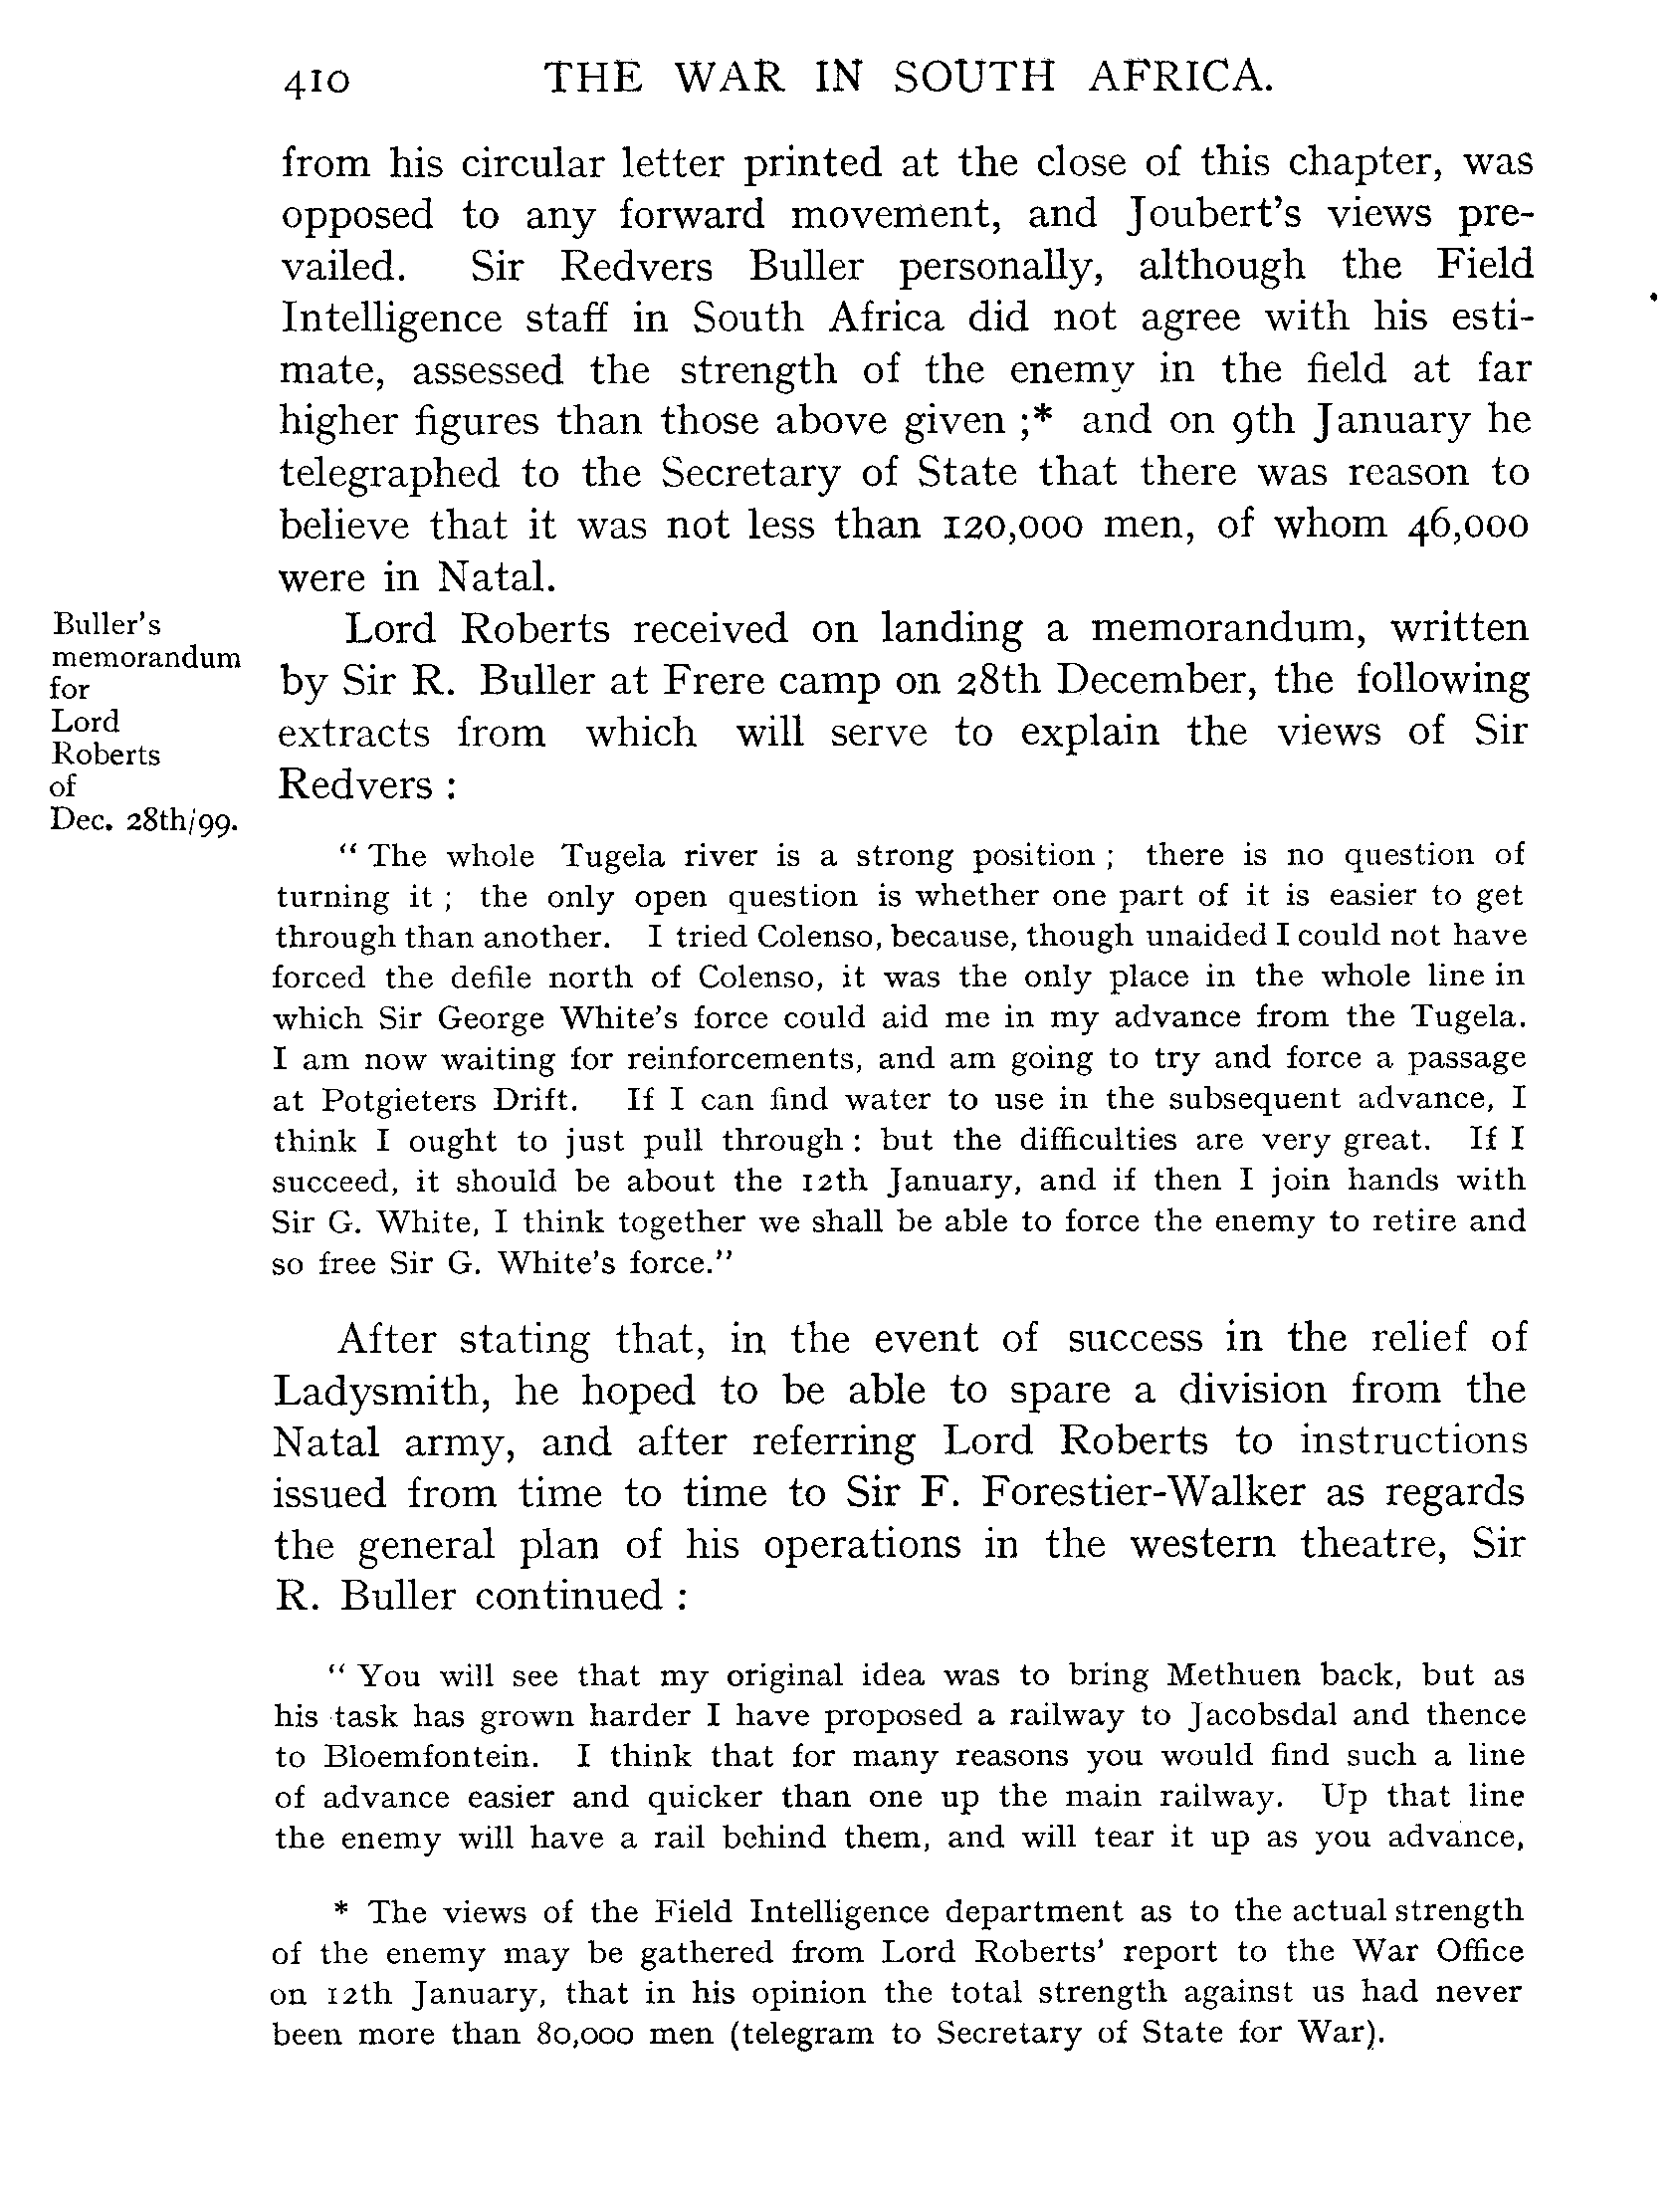 410 THE WAR IN SOUTH AFRICA.
from his circular letter printed at the close of this chapter, was
opposed to any forward movement, and Joubert's views pre-
vailed. Sir Redvers Buller personally, although the Field
Intelligence staff in South Africa did not agree with his esti-
mate, assessed the strength of the enemy in the field at far
higher figures than those above given ;* and on 9th January he
telegraphed to the Secretary of State that there was reason to
believe that it was not less than 120,000 men, of whom 46,000
were in Natal.
Buller's
memorandum
for
Lord
Roberts
of
Dec. 28th/99.
Lord Roberts received on landing a memorandum, written
by Sir R. Buller at Frere camp on 28th December, the following
extracts from which will serve to explain the views of Sir
Redvers :
" The whole Tugela river is a strong position ; there is no question of
turning it ; the only open question is whether one part of it is easier to get
through than another. I tried Colenso, because, though unaided I could not have
forced the defile north of Colenso, it was the only place in the whole line in
which Sir George White's force could aid me in my advance from the Tugela.
I am now waiting for reinforcements, and am going to try and force a passage
at Potgieters Drift. If I can find water to use in the subsequent advance, I
think I ought to just pull through : but the difficulties are very great. If I
succeed, it should be about the 12th January, and if then I join hands with
Sir G. White, I think together we shall be able to force the enemy to retire and
so free Sir G. White's force."
After stating that, in the event of success in the relief of
Ladysmith, he hoped to be able to spare a division from the
Natal army, and after referring Lord Roberts to instructions
issued from time to time to Sir F. Forestier-Walker as regards
the general plan of his operations in the western theatre, Sir
R. Buller continued :
" You will see that my original idea was to bring Methuen back, but as
his task has grown harder I have proposed a railway to Jacobsdal and thence
to Bloemfontein. I think that for many reasons you would find such a line
of advance easier and quicker than one up the main railway. Up that line
the enemy will have a rail behind them, and will tear it up as you advance,
* The views of the Field Intelligence department as to the actual strength
of the enemy may be gathered from Lord Roberts' report to the War Office
on 12th January, that in his opinion the total strength against us had never
been more than 80,000 men (telegram to Secretary of State for War).